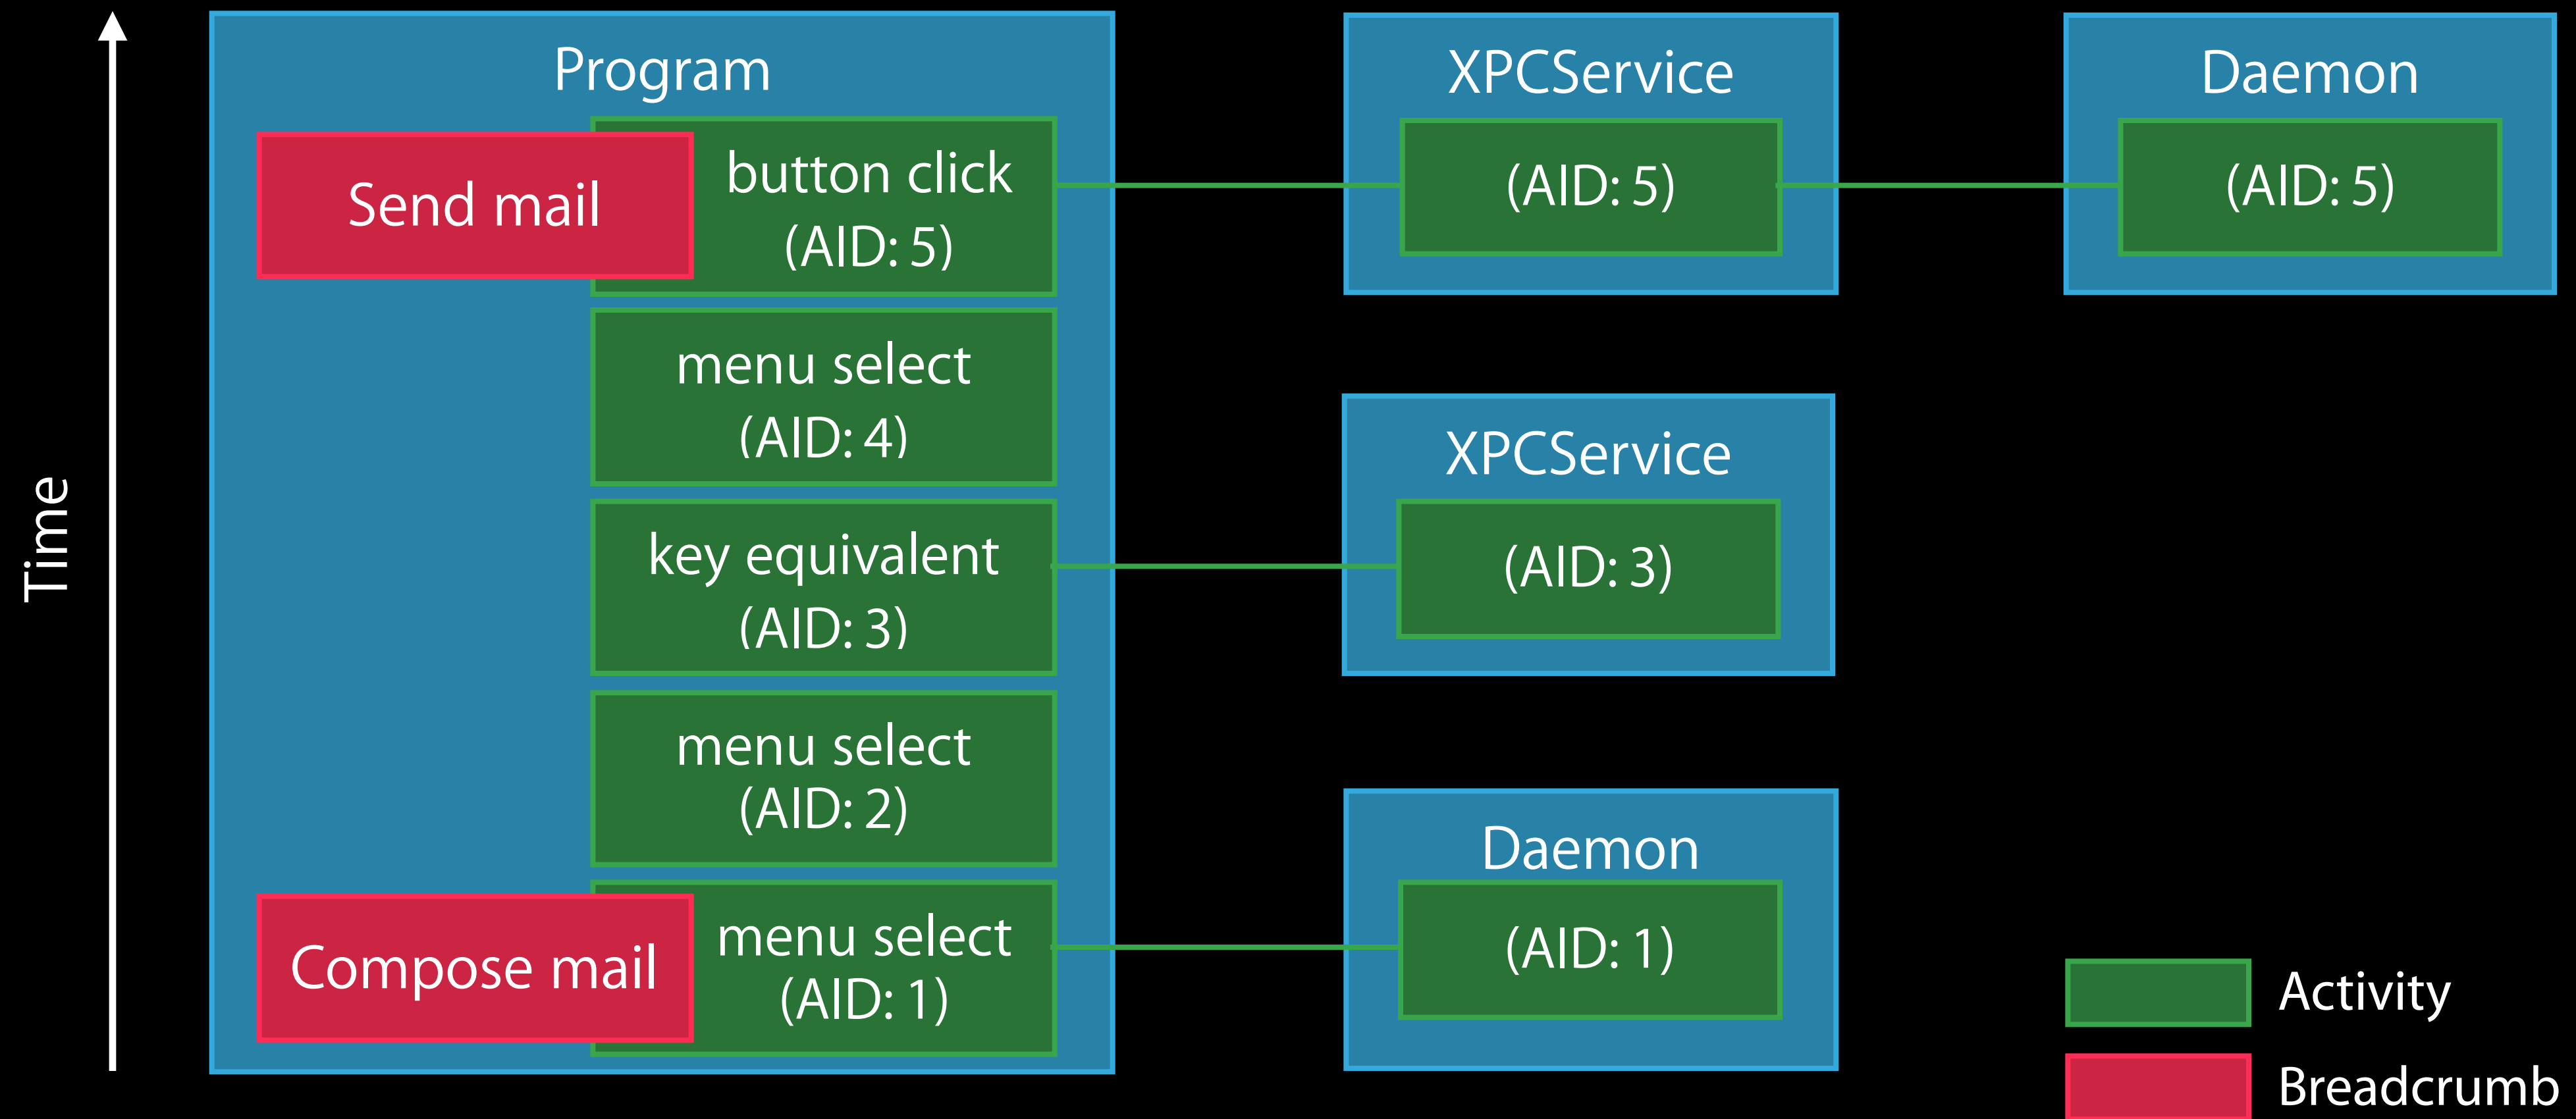 Time
Program
Send mail
button click
(AID: 5)
menu select
(AID: 4)
key equivalent
(AID: 3)
menu select
(AID: 2)
Compose mail
menu select
(AID: 1)
XPCService
(AID: 5)
Daemon
(AID: 5)
XPCService
(AID: 3)
Daemon
(AID: 1)
Activity
Breadcrumb